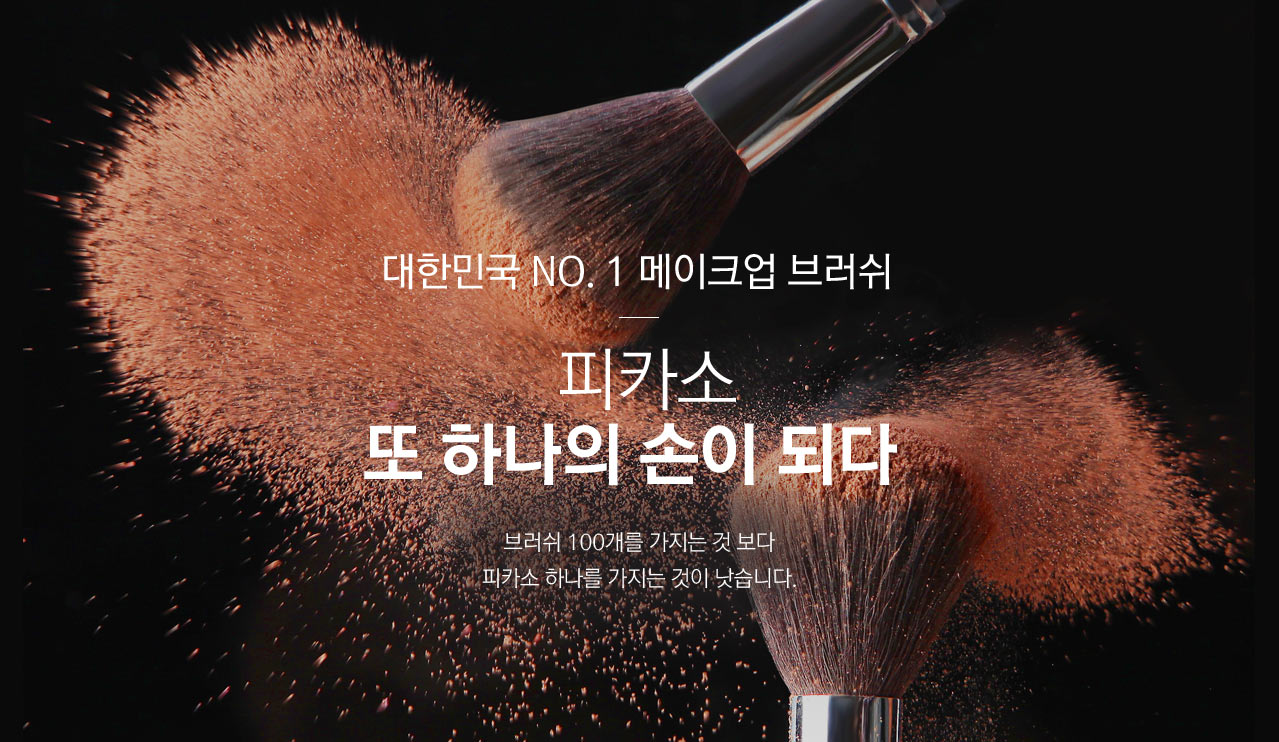 대한민국 NO. 1 메이크업 브러쉬
피카소
또 하나의 손이 되다
브러쉬 100개를 가지는 것 보다
피카소 하나를 가지는 것이 낫습니다.